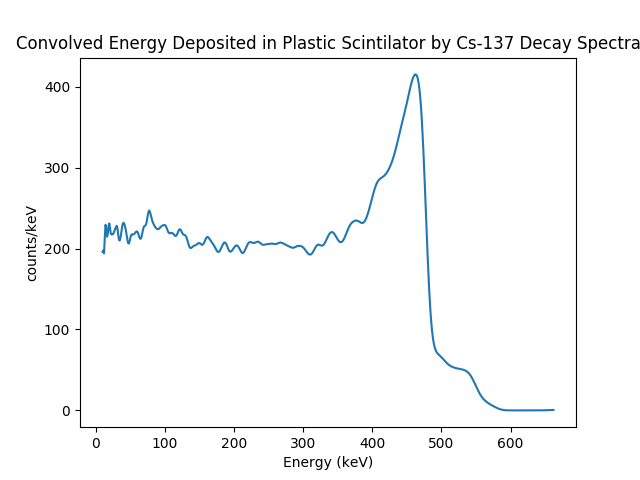 Convolved Energy Deposited in Plastic Scintilator by Cs-137 Decay Spectra
400
300
200
100
0
counts/keV
0 100 200 300 400 500 600
Energy (keV)